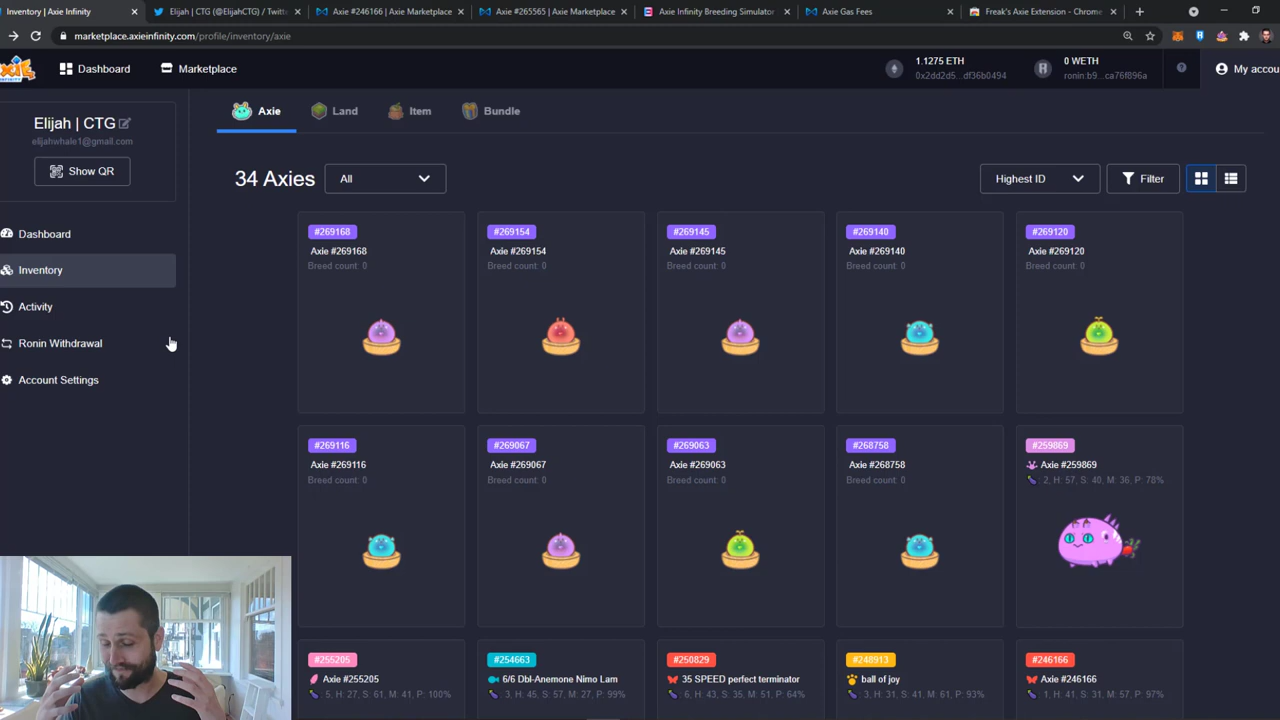 Inventory | Axie Infinity
Elijah | CTG (@ElijahCTG) / Twitt
Axie #246166 | Axie Marketplace
Axie #265565 | Axie Marketplace
Axie Infinity Breeding Simulator
Axie Gas Fees
Freak's Axie Extension - Chrome
marketplace.axieinfinity.com/profile/inventory/axie
Dashboard
Marketplace
1.1275 ETH
0x2dd2d5...df36b0494
0 WETH
ronin:b9...ca76f896a
My accou
Elijah | CTG
elijahwhale1@gmail.com
Show QR
Dashboard
Inventory
Activity
Ronin Withdrawal
Account Settings
Axie
Land
Item
Bundle
34 Axies
All
Highest ID
Filter
#269168
Axie #269168
Breed count: 0
#269154
Axie #269154
Breed count: 0
#269145
Axie #269145
Breed count: 0
#269140
Axie #269140
Breed count: 0
#269120
Axie #269120
Breed count: 0
#269116
Axie #269116
Breed count: 0
#269067
Axie #269067
Breed count: 0
#269063
Axie #269063
Breed count: 0
#268758
Axie #268758
Breed count: 0
#259869
Axie #259869
2, H: 57, S: 40, M: 36, P: 78%
#255205
Axie #255205
5, H: 27, S: 61, M: 41, P: 100%
#254663
6/6 Dbl-Anemone Nimo Lam
3, H: 45, S: 57, M: 27, P: 99%
#250829
35 SPEED perfect terminator
6, H: 43, S: 35, M: 51, P: 64%
#248913
ball of joy
3, H: 31, S: 41, M: 61, P: 93%
#246166
Axie #246166
1, H: 41, S: 31, M: 57, P: 97%